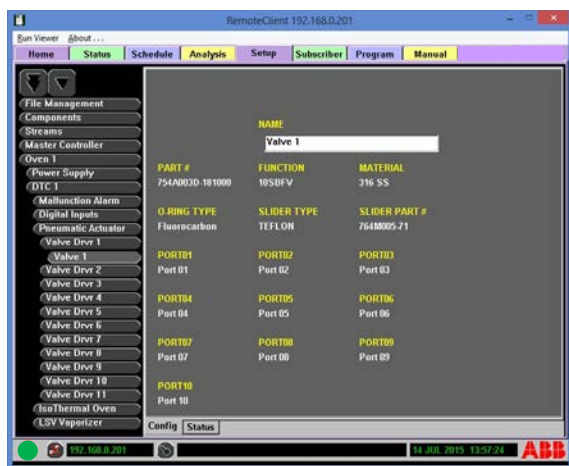 RemoteClient 192.168.0.201
Run Viewer About...
Home Status Schedule Analysis Setup Subscriber Program Manual
File Management
Components
Streams
Master Controller
Oven 1
Power Supply
DTC 1
Malfunction Alarm
Digital Inputs
Pneumatic Actuator
Valve Drvr 1
Valve 1
Valve Drvr 2
Valve Drvr 3
Valve Drvr 4
Valve Drvr 5
Valve Drvr 6
Valve Drvr 7
Valve Drvr 8
Valve Drvr 9
Valve Drvr 10
Valve Drvr 11
IsoThermal Oven
LSV Vaporizer
NAME
Valve 1
PART # FUNCTION MATERIAL
754A003D-181000 10SBFV 316 SS
O-RING TYPE SLIDER TYPE SLIDER PART #
Fluorocarbon TEFLON 764M005-71
PORT01 PORT02 PORT03
Port 01 Port 02 Port 03
PORT04 PORT05 PORT06
Port 04 Port 05 Port 06
PORT07 PORT08 PORT09
Port 07 Port 08 Port 09
PORT10
Port 10
Config Status
192.168.0.201 14 JUL 2015 13:57:24 ABB